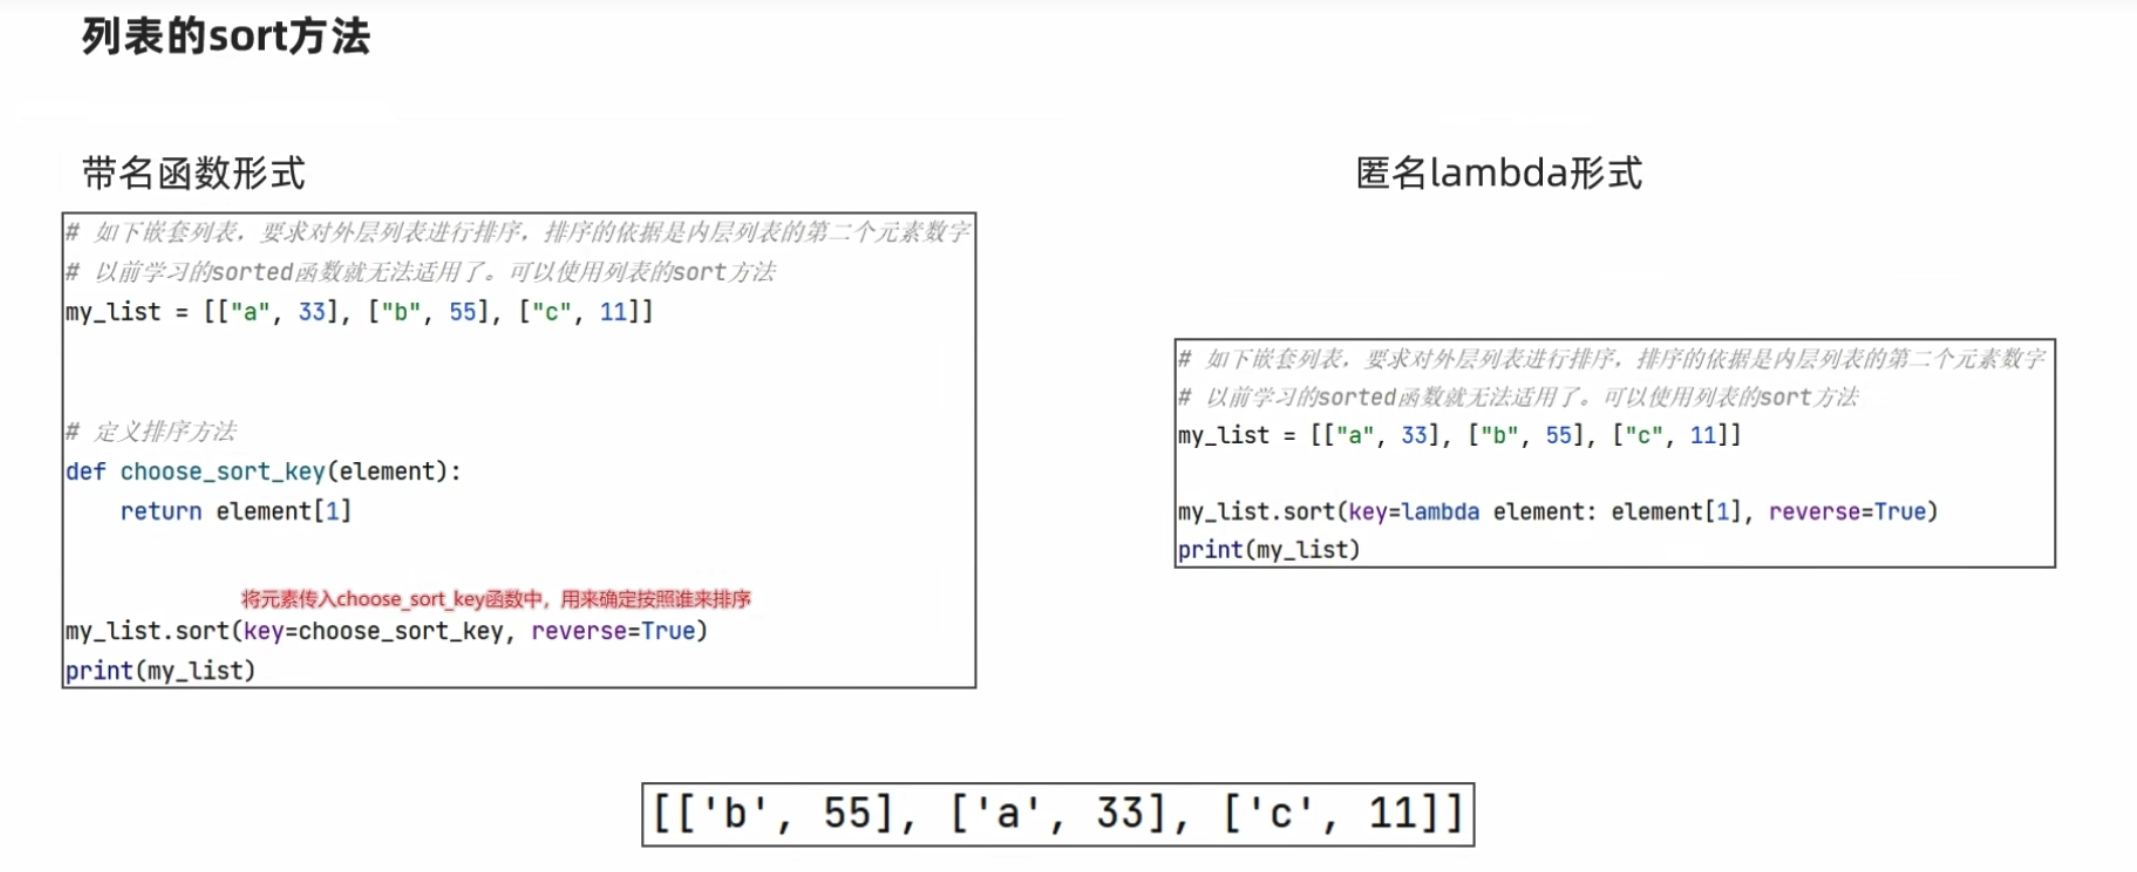 列表的sort方法
带名函数形式
# 如下嵌套列表，要求对外层列表进行排序，排序的依据是内层列表的第二个元素数字
# 以前学习的sorted函数就无法适用了。可以使用列表的sort方法
my_list = [["a", 33], ["b", 55], ["c", 11]]
# 定义排序方法
def choose_sort_key(element):
    return element[1]
将元素传入choose_sort_key函数中，用来确定按照谁来排序
my_list.sort(key=choose_sort_key, reverse=True)
print(my_list)
匿名lambda形式
# 如下嵌套列表，要求对外层列表进行排序，排序的依据是内层列表的第二个元素数字
# 以前学习的sorted函数就无法适用了。可以使用列表的sort方法
my_list = [["a", 33], ["b", 55], ["c", 11]]
my_list.sort(key=lambda element: element[1], reverse=True)
print(my_list)
[['b', 55], ['a', 33], ['c', 11]]